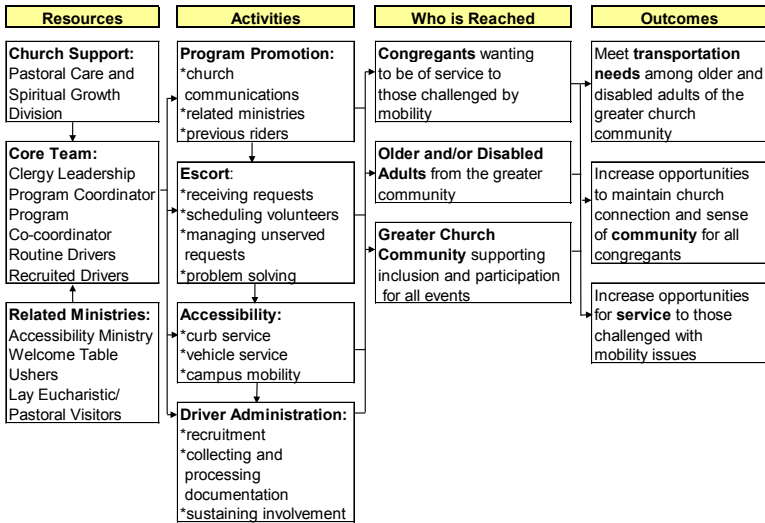 Resources
Church Support:
Pastoral Care and
Spiritual Growth
Division
Core Team:
Clergy Leadership
Program Coordinator
Program
Co-coordinator
Routine Drivers
Recruited Drivers
Related Ministries:
Accessibility Ministry
Welcome Table
Ushers
Lay Eucharistic/
Pastoral Visitors
Activities
Program Promotion:
*church
communications
*related ministries
*previous riders
Escort:
*receiving requests
*scheduling volunteers
*managing unserved
requests
*problem solving
Accessibility:
*curb service
*vehicle service
*campus mobility
Driver Administration:
*recruitment
*collecting and
processing
documentation
*sustaining involvement
Who is Reached
Congregants wanting
to be of service to
those challenged by
mobility
Older and/or Disabled
Adults from the greater
community
Greater Church
Community supporting
inclusion and participation
for all events
Outcomes
Meet transportation
needs among older and
disabled adults of the
greater church
community
Increase opportunities
to maintain church
connection and sense
of community for all
congregants
Increase opportunities
for service to those
challenged with
mobility issues